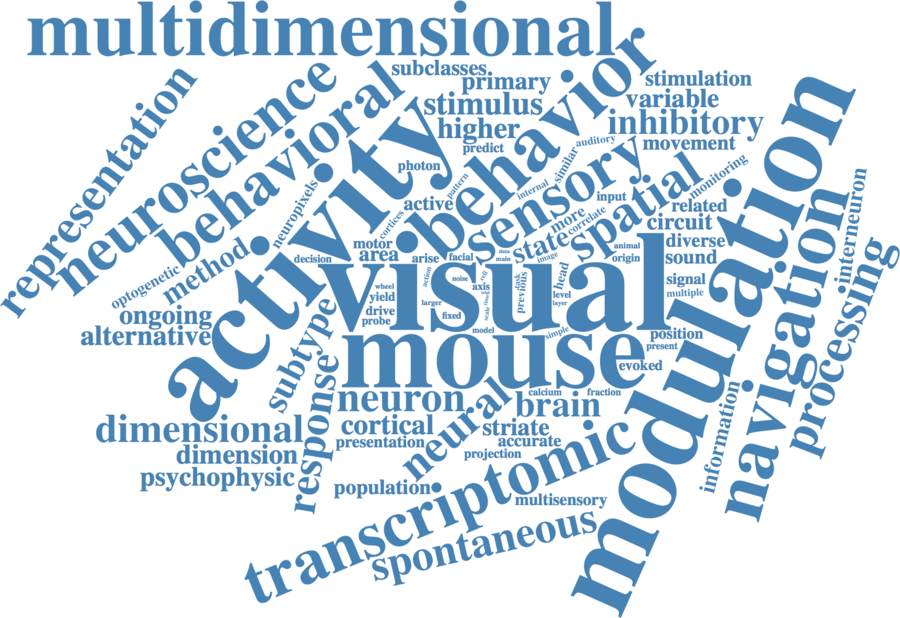 multidimensional
subclasses
primary
stimulation
representation
neuroscience
behavioral
activity
stimulus
behavior
variable
higher
inhibitory
predict
movement
photon
pattern
similar
auditory
sensory
modulation
internal
input
spatial
monitoring
neuropixels
cortices
active
more
correlate
related
circuit
motor
state
decision
area
arise
facial
data
main
image
animal
origin
diverse
sound
interneuron
navigation
processing
optogenetic
method
visual
action
noise
cell
axis
task
previous
head
level
layer
signal
multiple
wheel
yield
larger
time
scale
ongoing
alternative
drive
probe
fixed
model
simple
position
present
subtype
mouse
evoked
response
neuron
neural
calcium
fraction
brain
information
dimensional
cortical
striate
dimension
presentation
accurate
psychophysic
projection
transcriptomic
population
multisensory
spontaneous